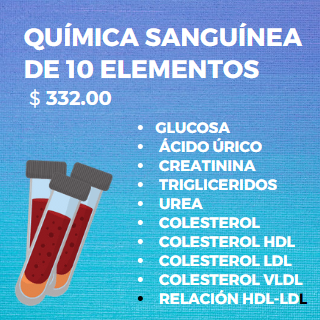 QUÍMICA SANGUÍNEA
DE 10 ELEMENTOS
$ 332.00
• GLUCOSA
• ÁCIDO ÚRICO
• CREATININA
• TRIGLICERIDOS
• UREA
• COLESTEROL
• COLESTEROL HDL
• COLESTEROL LDL
• COLESTEROL VLDL
• RELACIÓN HDL-LDL